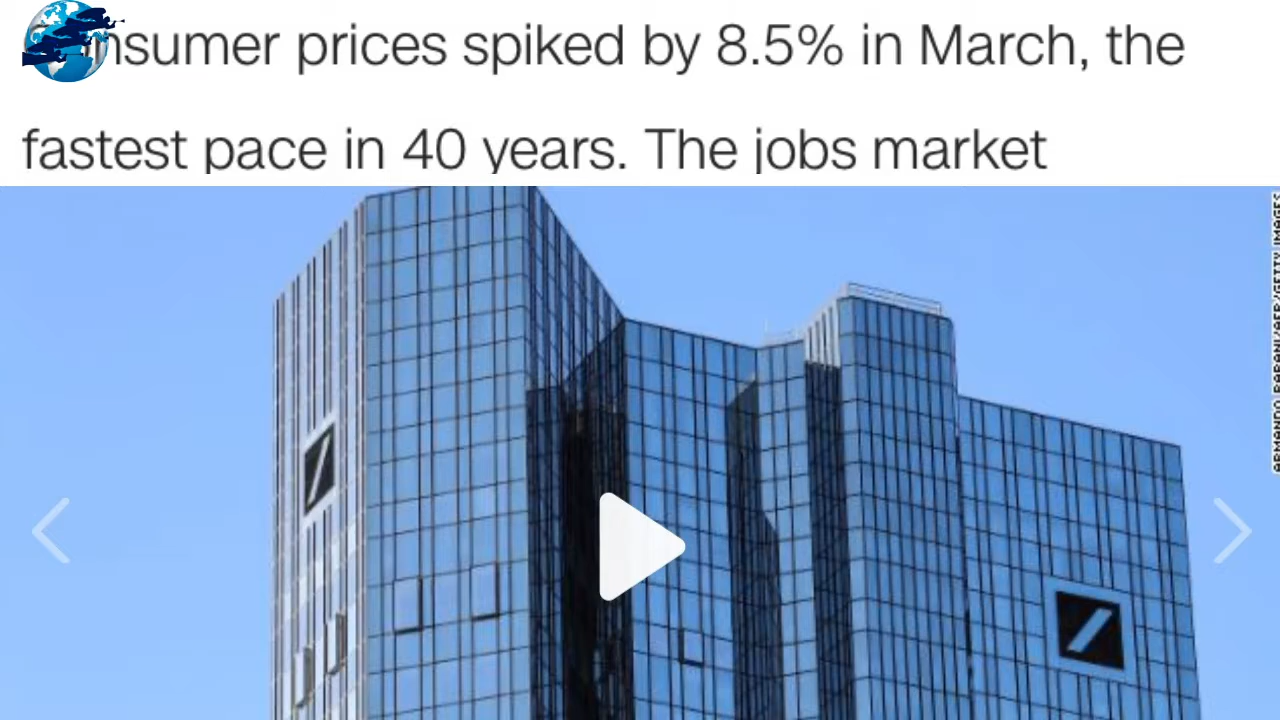 nsumer prices spiked by 8.5% in March, the
fastest pace in 40 years. The jobs market